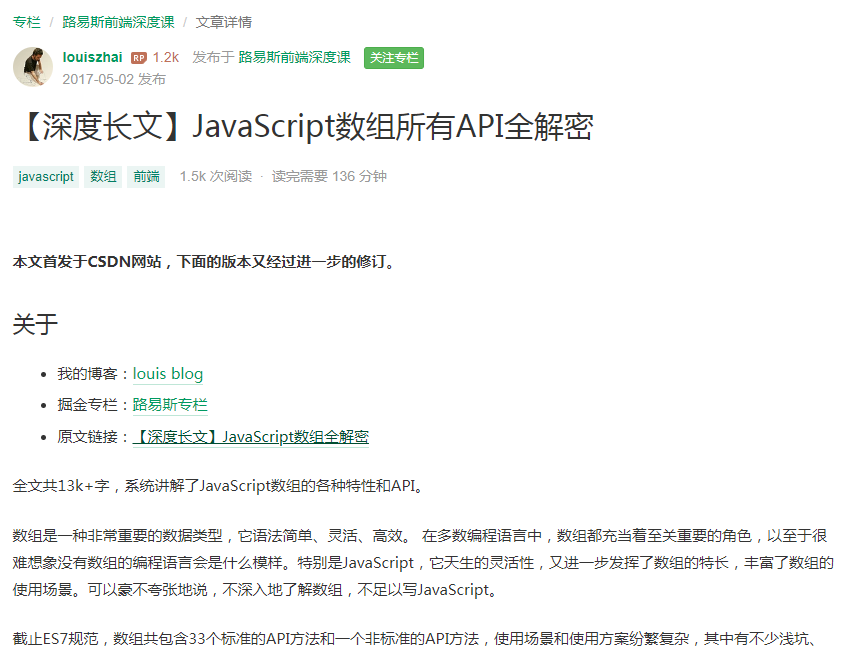 专栏 / 路易斯前端深度课 / 文章详情
louiszhai RP 1.2k 发布于 路易斯前端深度课 关注专栏
2017-05-02 发布
【深度长文】JavaScript数组所有API全解密
javascript 数组 前端 1.5k 次阅读 · 读完需要 136 分钟
本文首发于CSDN网站，下面的版本又经过进一步的修订。
关于
• 我的博客：louis blog
• 掘金专栏：路易斯专栏
• 原文链接：【深度长文】JavaScript数组全解密
全文共13k+字，系统讲解了JavaScript数组的各种特性和API。
数组是一种非常重要的数据类型，它语法简单、灵活、高效。 在多数编程语言中，数组都充当着至关重要的角色，以至于很
难想象没有数组的编程语言会是什么模样。特别是JavaScript，它天生的灵活性，又进一步发挥了数组的特长，丰富了数组的
使用场景。可以豪不夸张地说，不深入地了解数组，不足以写JavaScript。
截止ES7规范，数组共包含33个标准的API方法和一个非标准的API方法，使用场景和使用方案纷繁复杂，其中有不少浅坑、